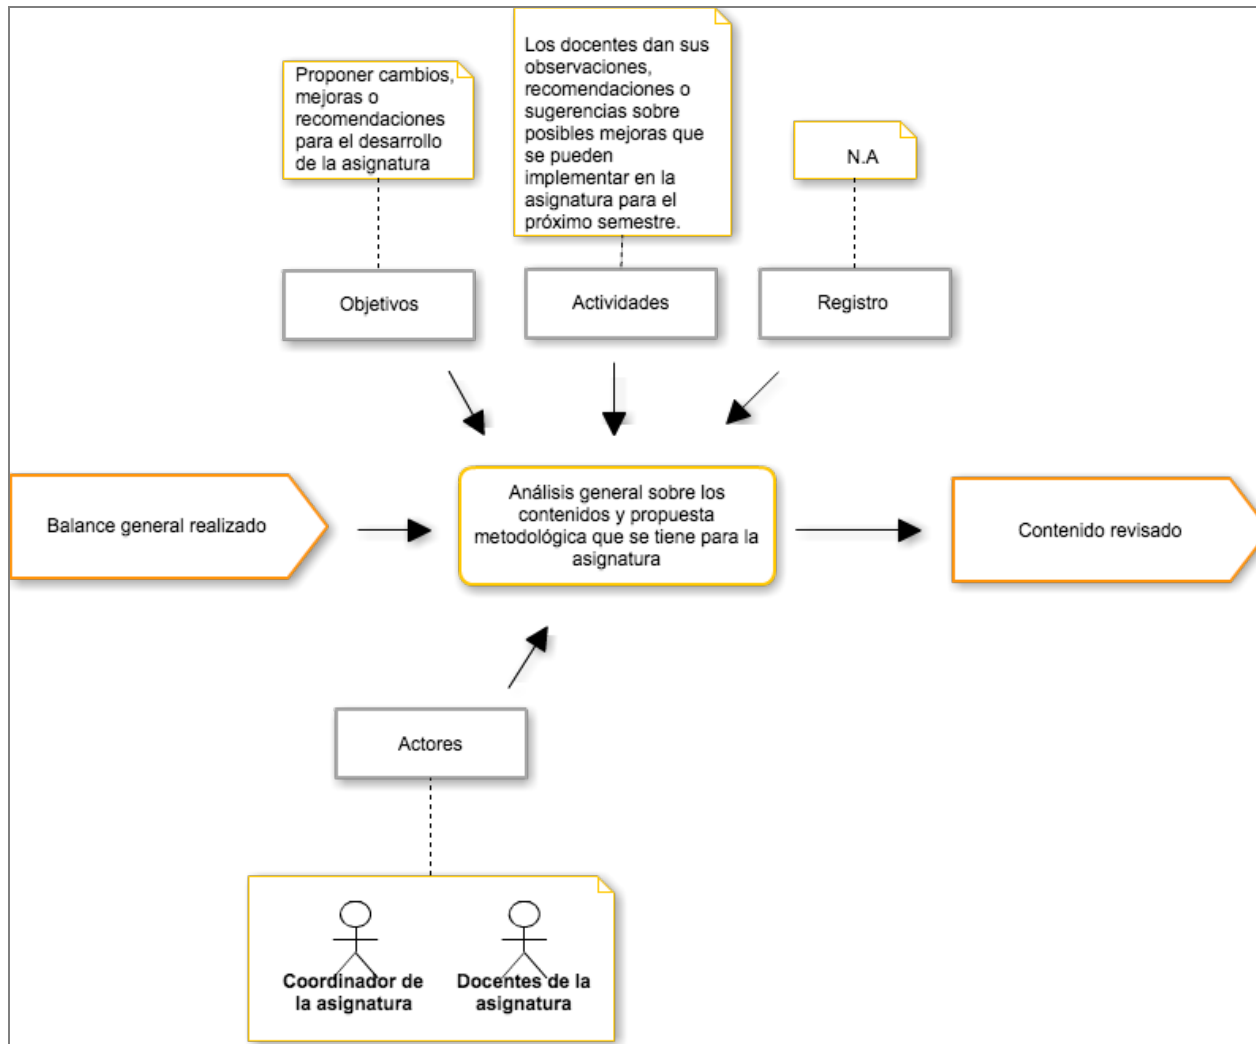 Proponer cambios,
mejoras o
recomendaciones
para el desarrollo
de la asignatura
Los docentes dan sus
observaciones,
recomendaciones o
sugerencias sobre
posibles mejoras que
se pueden
implementar en la
asignatura para el
próximo semestre.
N.A
Objetivos
Actividades
Registro
Balance general realizado
Análisis general sobre los
contenidos y propuesta
metodológica que se tiene para la
asignatura
Contenido revisado
Actores
Coordinador de
la asignatura
Docentes de la
asignatura